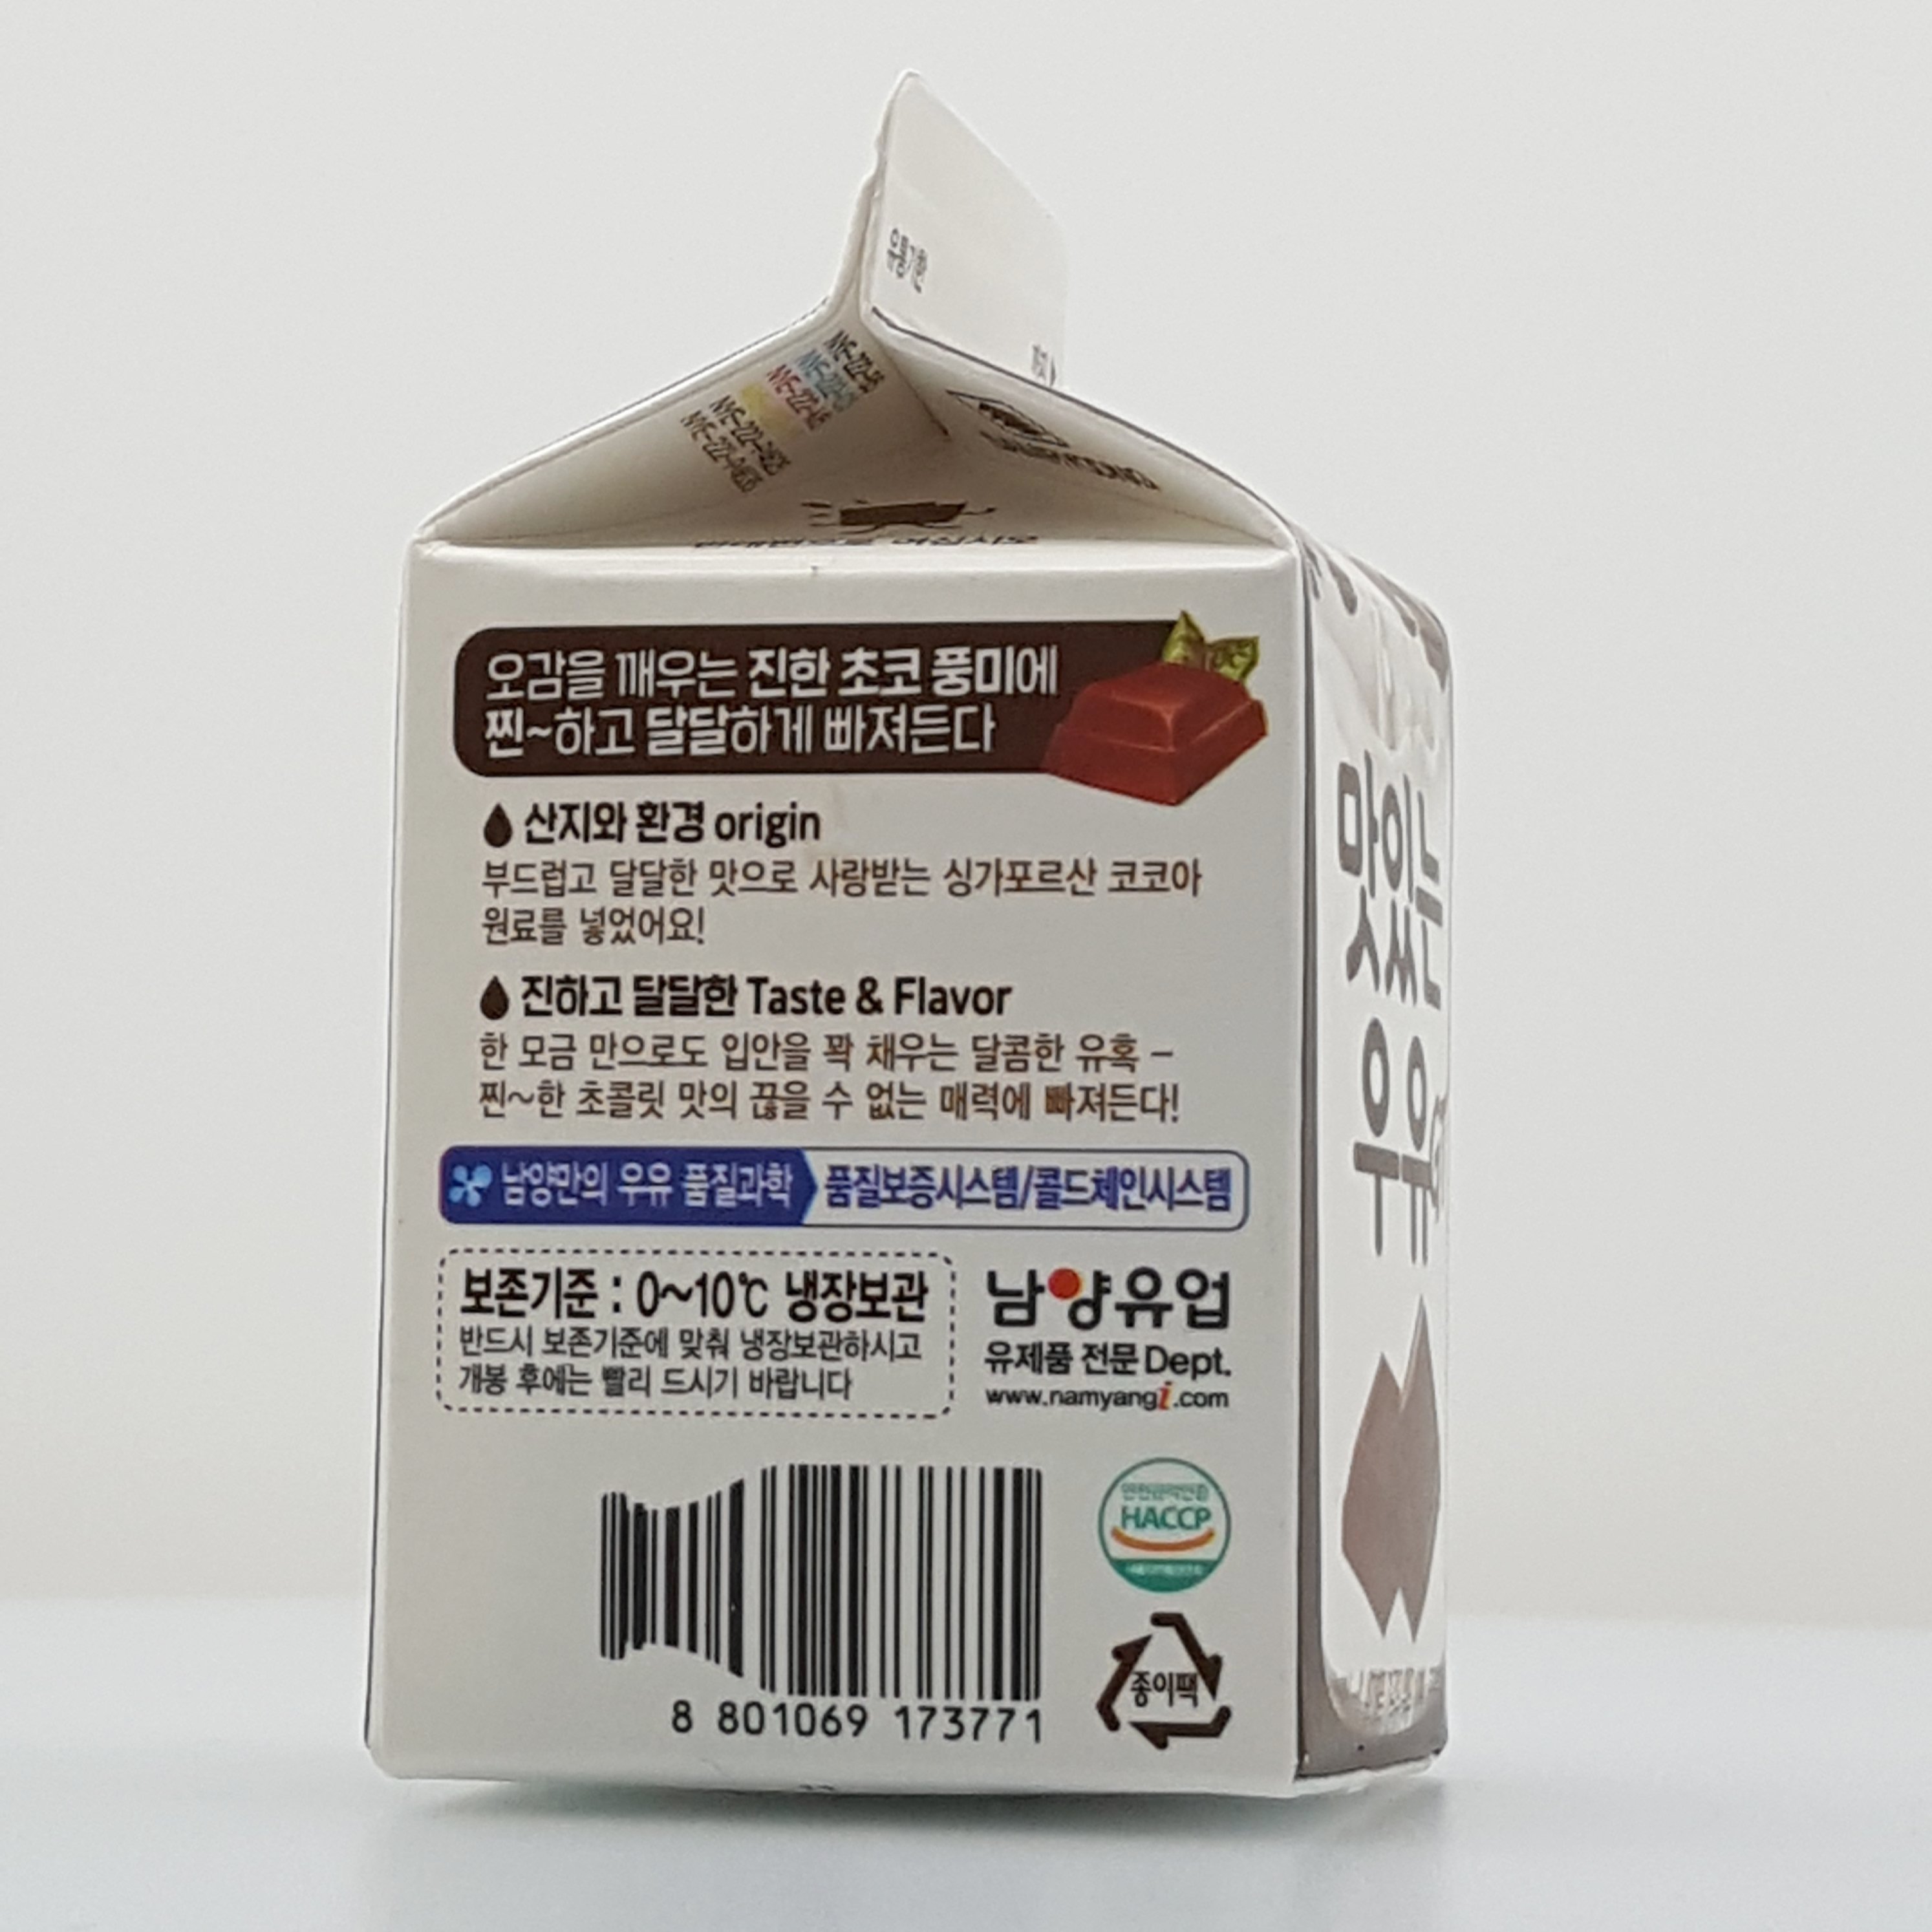 유통기한
오감을 깨우는 진한 초코 풍미에
찐~하고 달달하게 빠져든다
산지와 환경 origin
부드럽고 달달한 맛으로 사랑받는 싱가포르산 코코아
원료를 넣었어요!
진하고 달달한 Taste & Flavor
한 모금 만으로도 입안을 꽉 채우는 달콤한 유혹 –
찐~한 초콜릿 맛의 끊을 수 없는 매력에 빠져든다!
남양만의 우유 품질과학 품질보증시스템/콜드체인시스템
보존기준 : 0~10℃ 냉장보관
반드시 보존기준에 맞춰 냉장보관하시고
개봉 후에는 빨리 드시기 바랍니다
남양유업
유제품 전문 Dept.
www.namyangi.com
안전관리인증
HACCP
종이팩
8 801069 173771
맛있는
우유